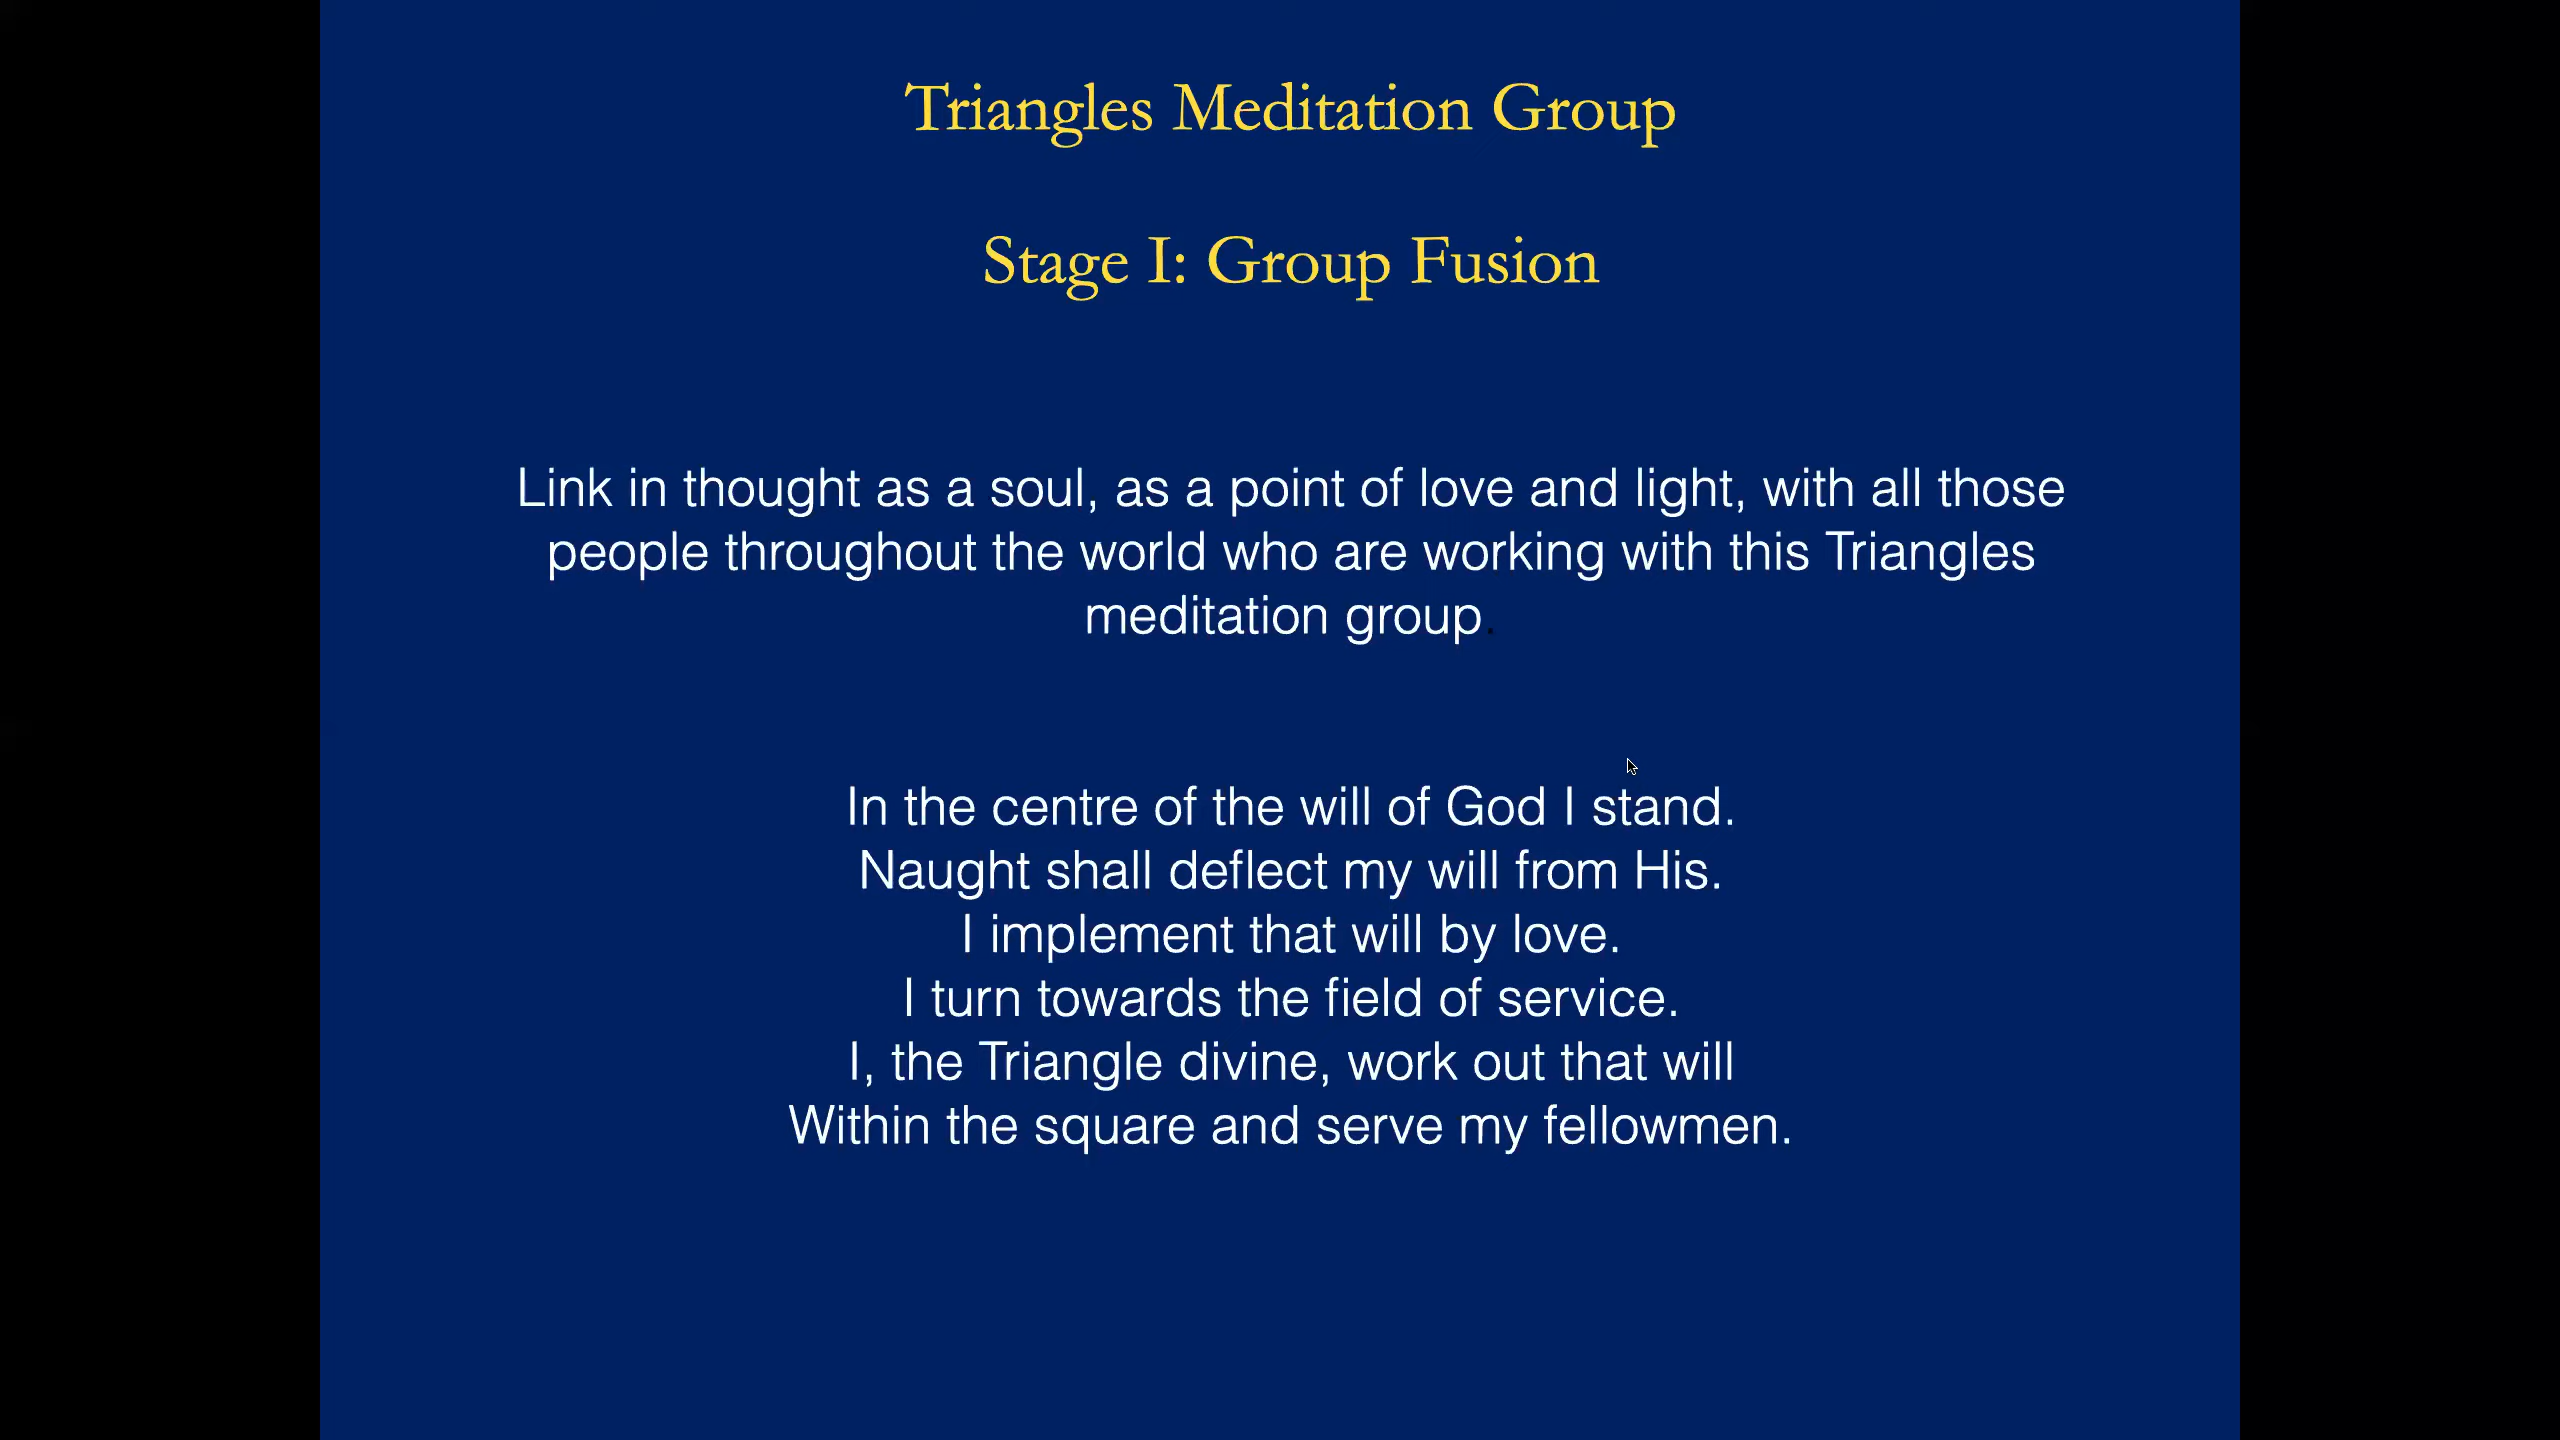 Triangles Meditation Group
Stage I: Group Fusion
Link in thought as a soul, as a point of love and light, with all those
people throughout the world who are working with this Triangles
meditation group.
In the centre of the will of God I stand.
Naught shall deflect my will from His.
I implement that will by love.
I turn towards the field of service.
I, the Triangle divine, work out that will
Within the square and serve my fellowmen.